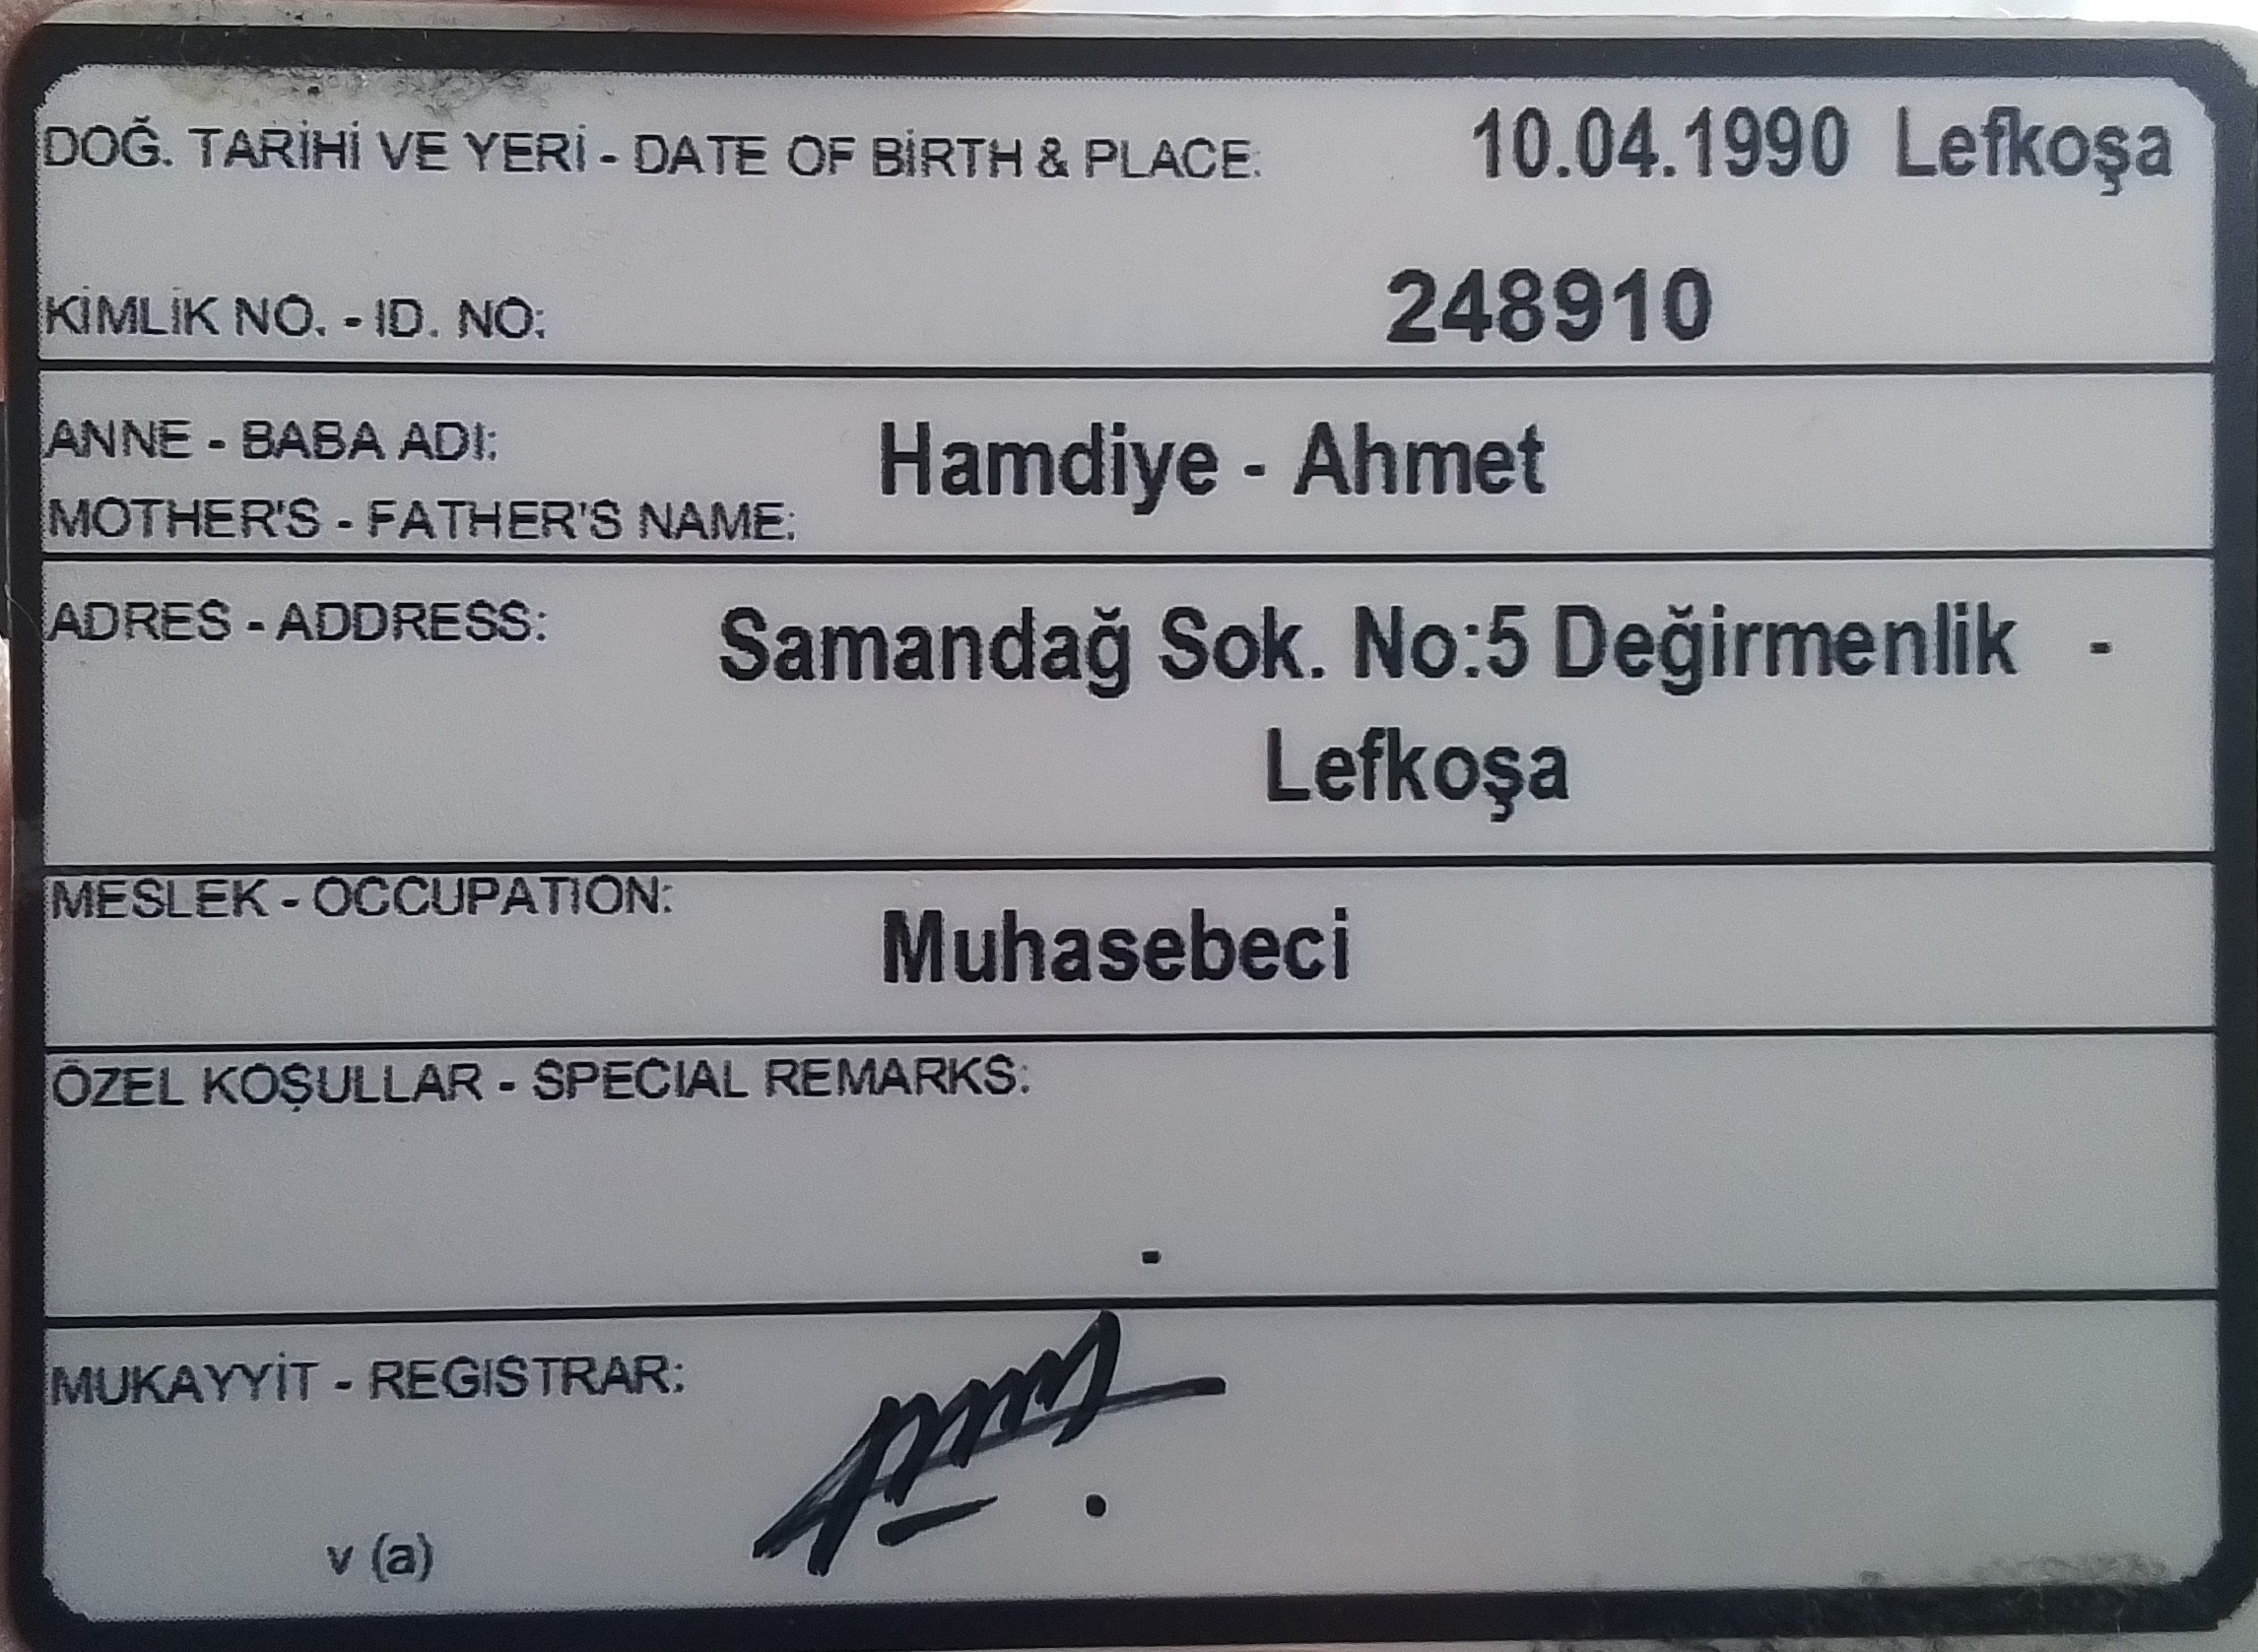 DOĞ. TARİHİ VE YERİ - DATE OF BİRTH & PLACE: 10.04.1990 Lefkoşa
KİMLİK NO. - ID. NO: 248910
ANNE - BABA ADI: Hamdiye - Ahmet
MOTHER'S - FATHER'S NAME:
ADRES - ADDRESS: Samandağ Sok. No:5 Değirmenlik -
Lefkoşa
MESLEK - OCCUPATION: Muhasebeci
ÖZEL KOŞULLAR - SPECIAL REMARKS:
-
MUKAYYİT - REGISTRAR:
v (a)